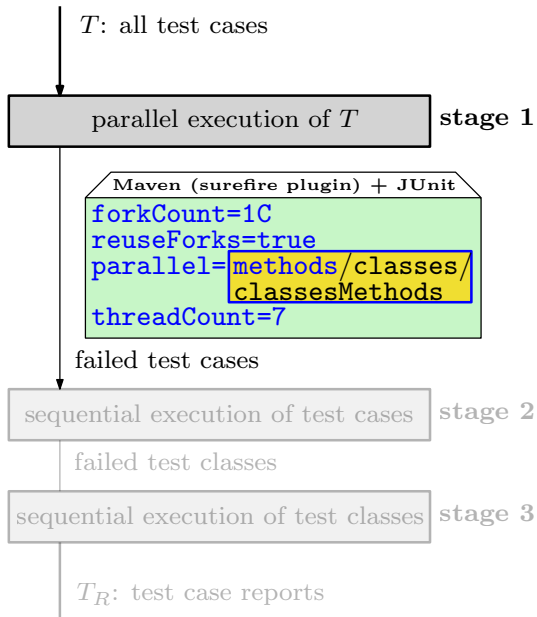 T: all test cases
parallel execution of T
stage 1
Maven (surefire plugin) + JUnit
forkCount=1C
reuseForks=true
parallel=methods/classes/
classesMethods
threadCount=7
failed test cases
sequential execution of test cases
stage 2
failed test classes
sequential execution of test classes
stage 3
T_R: test case reports